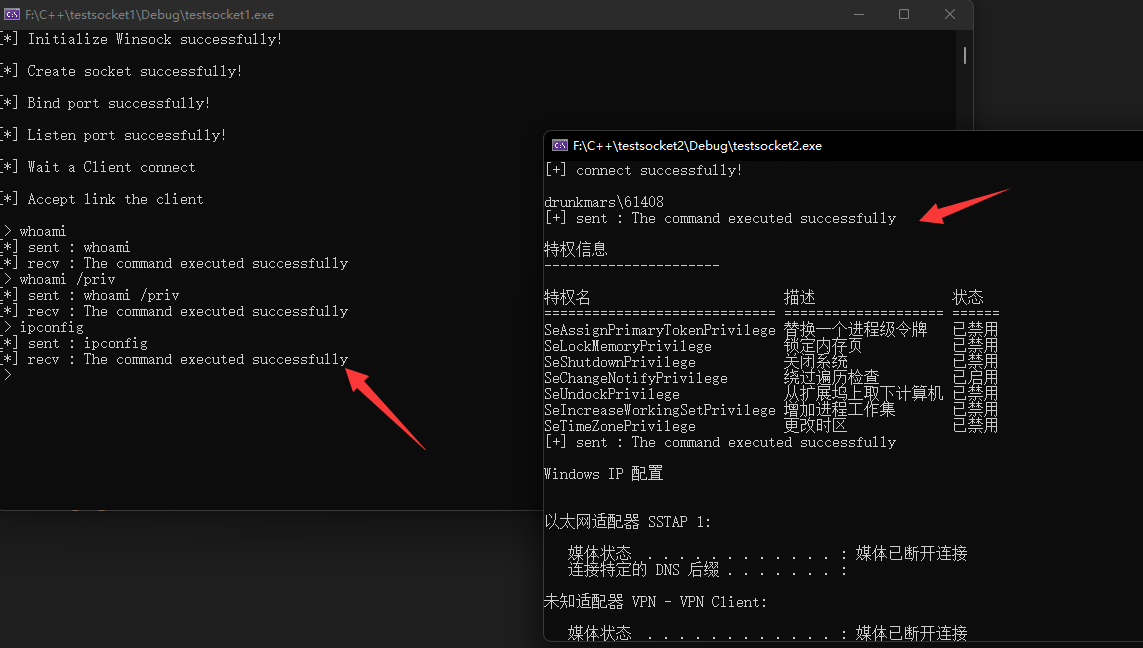 F:\C++\testsocket1\Debug\testsocket1.exe
[*] Initialize Winsock successfully!
[*] Create socket successfully!
[*] Bind port successfully!
[*] Listen port successfully!
[*] Wait a Client connect
[*] Accept link the client
> whoami
[*] sent : whoami
[*] recv : The command executed successfully
> whoami /priv
[*] sent : whoami /priv
[*] recv : The command executed successfully
> ipconfig
[*] sent : ipconfig
[*] recv : The command executed successfully
>
F:\C++\testsocket2\Debug\testsocket2.exe
[+] connect successfully!
drunkmars\61408
[+] sent : The command executed successfully
特权信息
----------------------
特权名 描述 状态
============================= ==================== ======
SeAssignPrimaryTokenPrivilege 替换一个进程级令牌 已禁用
SeLockMemoryPrivilege 锁定内存页 已禁用
SeShutdownPrivilege 关闭系统 已禁用
SeChangeNotifyPrivilege 绕过遍历检查 已启用
SeUndockPrivilege 从扩展坞上取下计算机 已禁用
SeIncreaseWorkingSetPrivilege 增加进程工作集 已禁用
SeTimeZonePrivilege 更改时区 已禁用
[+] sent : The command executed successfully
Windows IP 配置
以太网适配器 SSTAP 1:
媒体状态 . . . . . . . . . . . . : 媒体已断开连接
连接特定的 DNS 后缀 . . . . . . . :
未知适配器 VPN - VPN Client:
媒体状态 . . . . . . . . . . . . : 媒体已断开连接